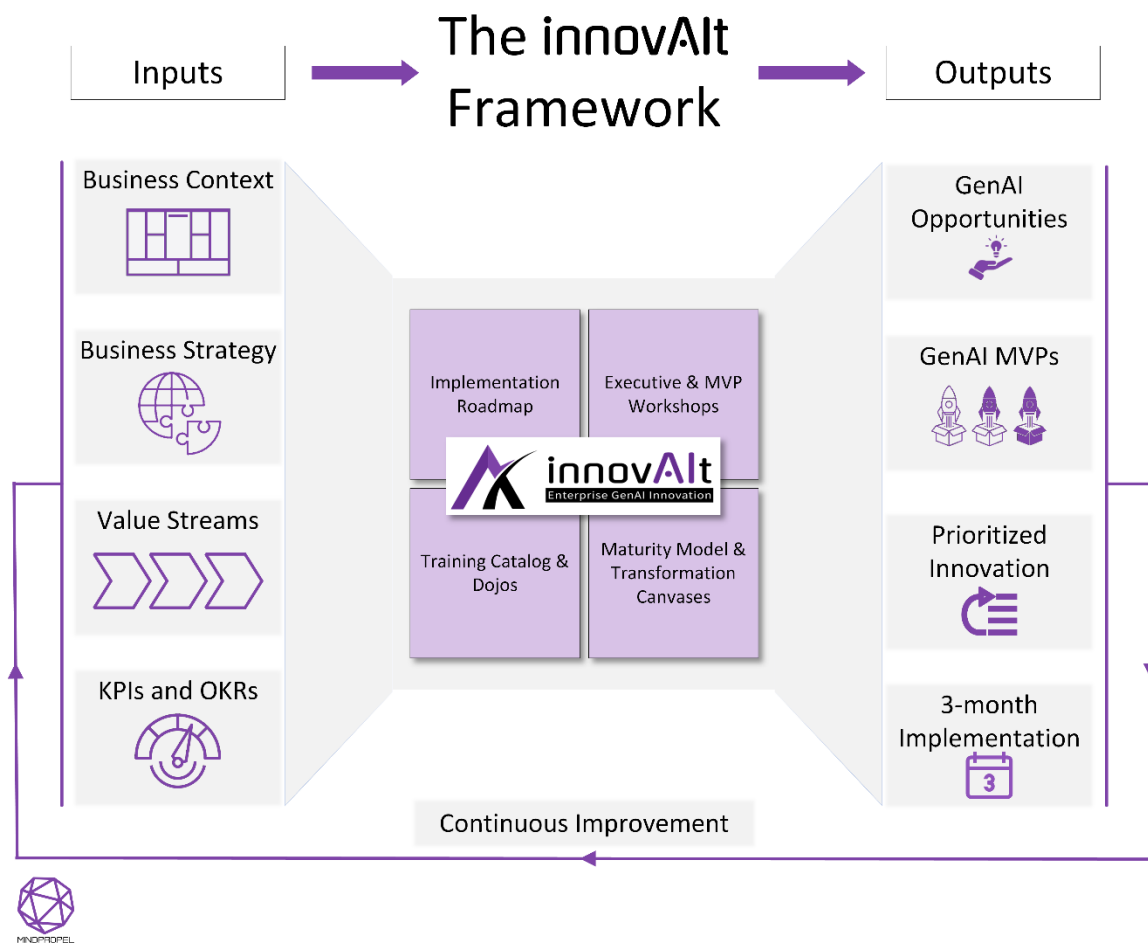 Inputs
The innovAIt
Framework
Outputs
Business Context
Business Strategy
Value Streams
KPIs and OKRs
Implementation
Roadmap
Executive & MVP
Workshops
innovAIt
Enterprise GenAI Innovation
Training Catalog &
Dojos
Maturity Model &
Transformation
Canvases
GenAI
Opportunities
GenAI MVPs
Prioritized
Innovation
3-month
Implementation
3
Continuous Improvement
MINDPROPEL